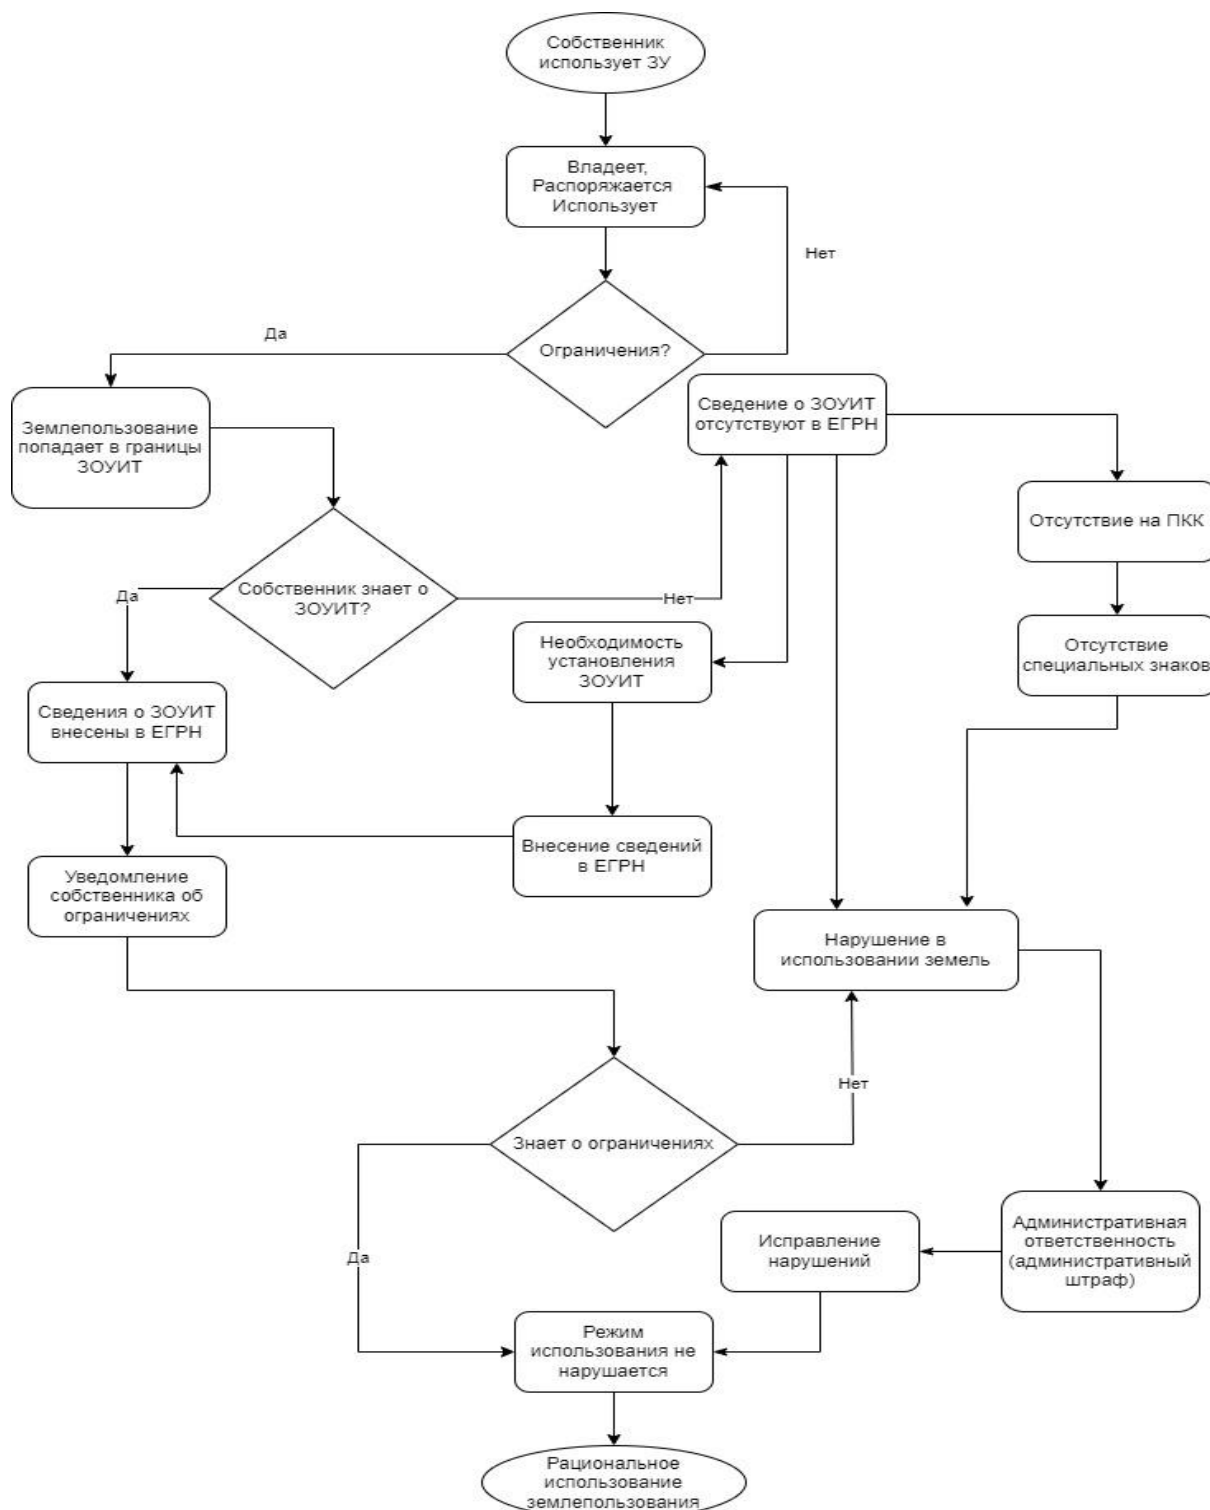 Собственник
использует ЗУ
Владеет,
Распоряжается
Использует
Нет
Да
Ограничения?
Землепользование
попадает в границы
ЗОУИТ
Сведение о ЗОУИТ
отсутствуют в ЕГРН
Отсутствие на ПКК
Собственник знает о
ЗОУИТ?
Да
Нет
Необходимость
установления
ЗОУИТ
Отсутствие
специальных знаков
Сведения о ЗОУИТ
внесены в ЕГРН
Внесение сведений
в ЕГРН
Уведомление
собственника об
ограничениях
Нарушение в
использовании земель
Нет
Знает о ограничениях
Да
Исправление
нарушений
Административная
ответственность
(административный
штраф)
Режим
использования не
нарушается
Рациональное
использование
землепользования